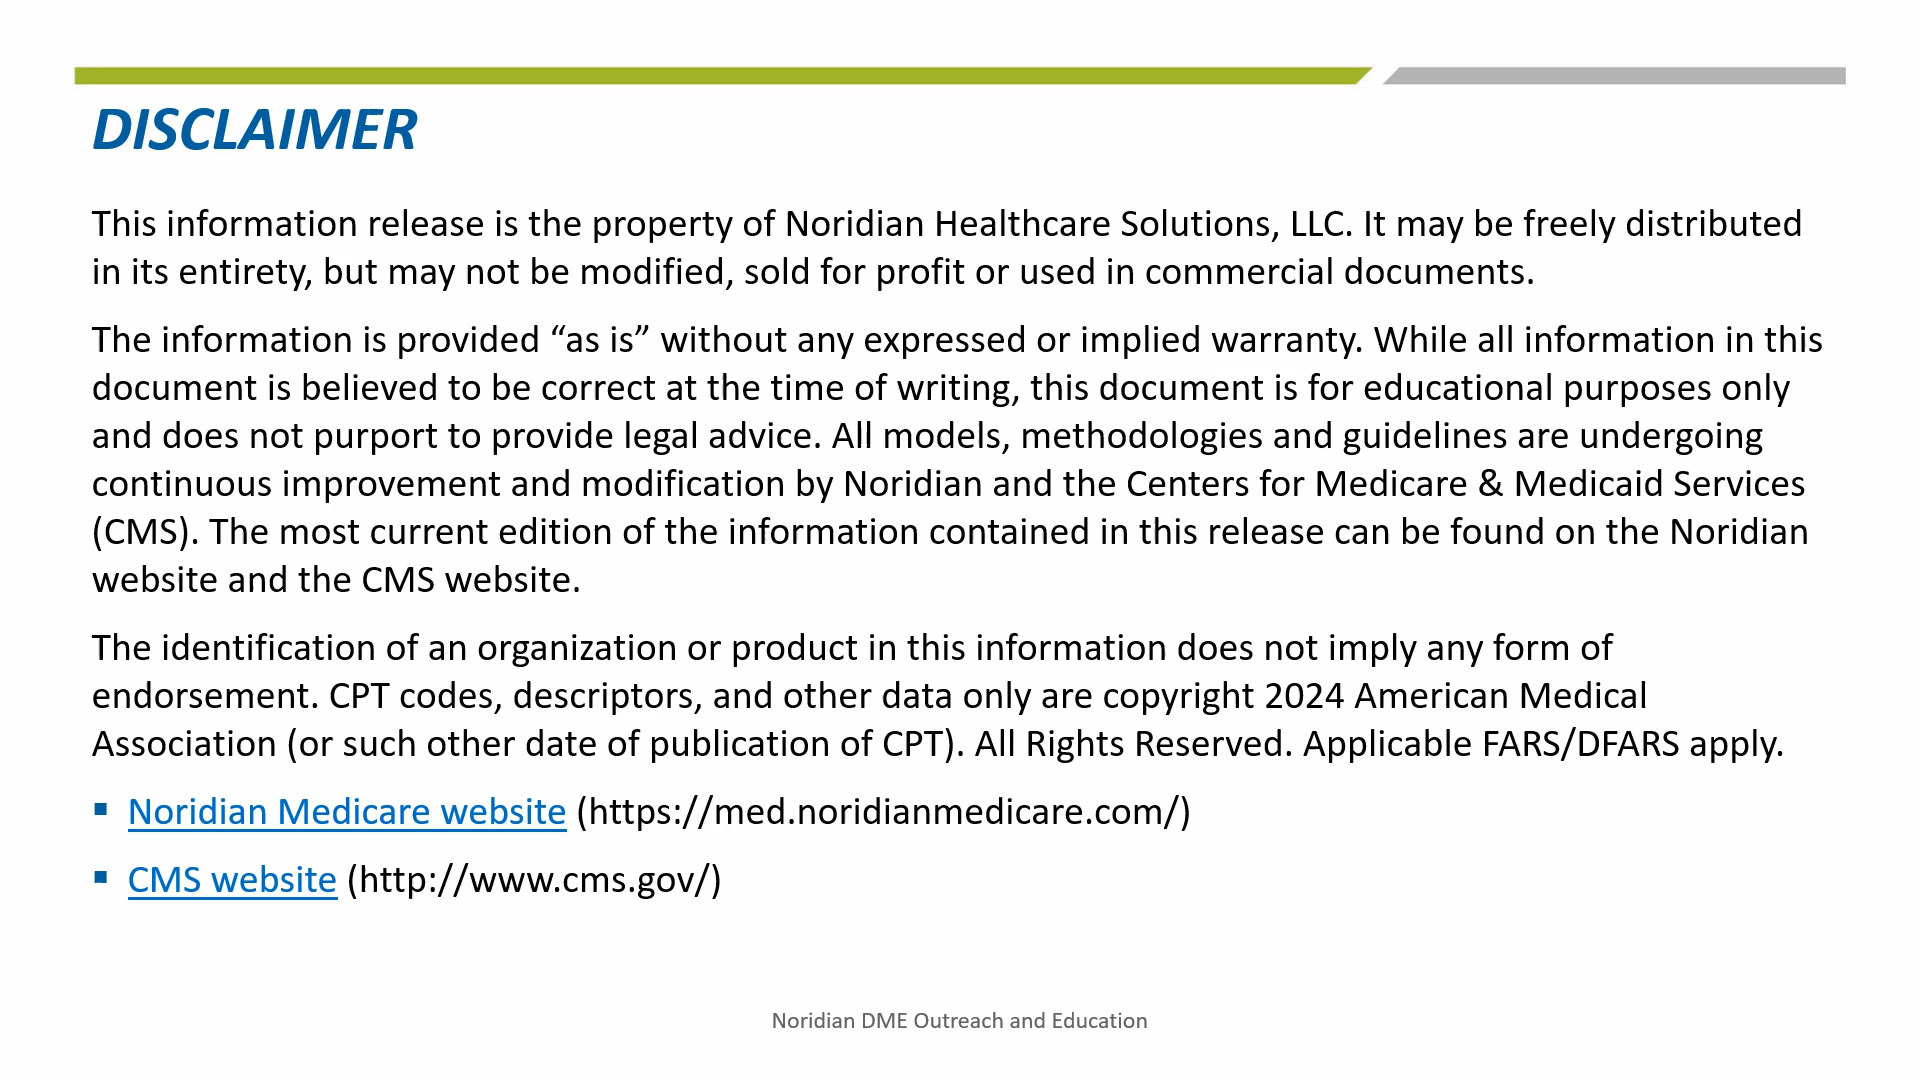 DISCLAIMER
This information release is the property of Noridian Healthcare Solutions, LLC. It may be freely distributed
in its entirety, but may not be modified, sold for profit or used in commercial documents.
The information is provided “as is” without any expressed or implied warranty. While all information in this
document is believed to be correct at the time of writing, this document is for educational purposes only
and does not purport to provide legal advice. All models, methodologies and guidelines are undergoing
continuous improvement and modification by Noridian and the Centers for Medicare & Medicaid Services
(CMS). The most current edition of the information contained in this release can be found on the Noridian
website and the CMS website.
The identification of an organization or product in this information does not imply any form of
endorsement. CPT codes, descriptors, and other data only are copyright 2024 American Medical
Association (or such other date of publication of CPT). All Rights Reserved. Applicable FARS/DFARS apply.
▪ Noridian Medicare website (https://med.noridianmedicare.com/)
▪ CMS website (http://www.cms.gov/)
Noridian DME Outreach and Education